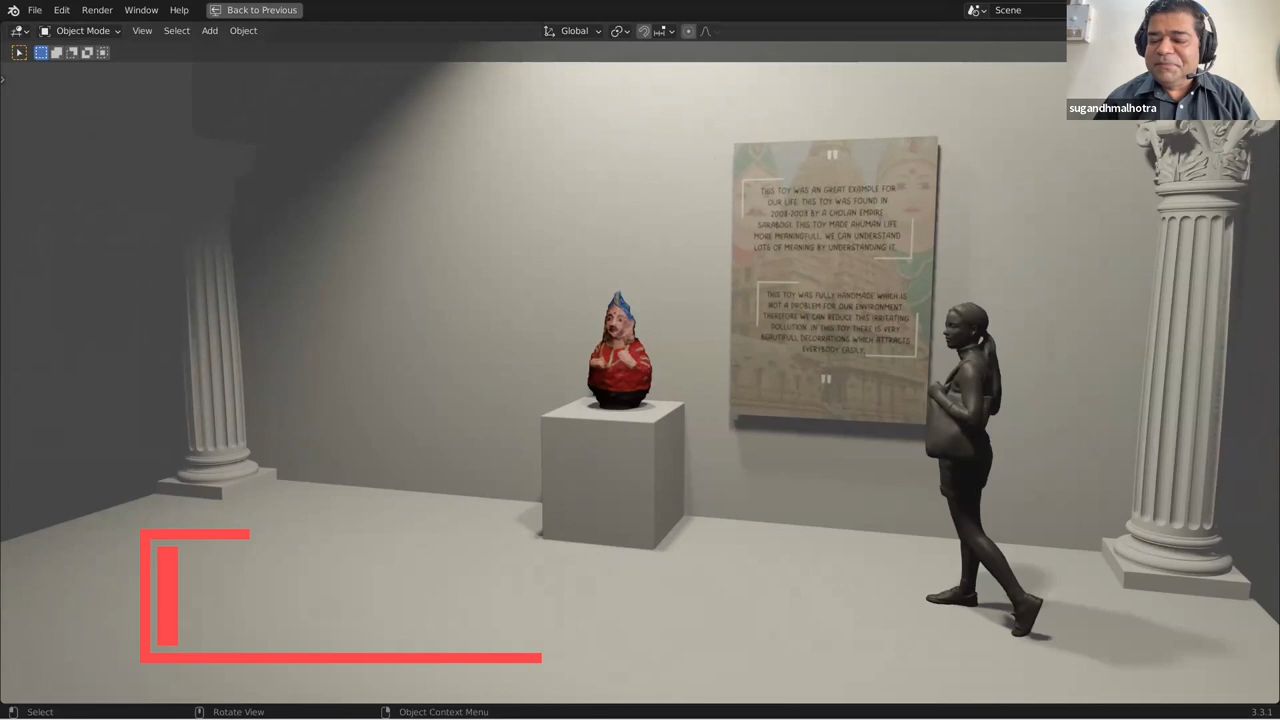 File Edit Render Window Help Back to Previous Scene
Object Mode View Select Add Object Global
sugandhmalhotra
THIS TOY WAS AN GREAT EXAMPLE FOR
OUR LIFE. THIS TOY WAS FOUND IN
2003-2003 BY A CHOLAN EMPIRE
SARABOGI. THIS TOY MADE AHUMAN LIFE
MORE MEANINGFULL. WE CAN UNDERSTAND
LOTS OF MEANING BY UNDERSTANDING IT.
THIS TOY WAS FULLY HANDMADE WHICH IS
NOT A PROBLEM FOR OUR ENVIRONMENT.
THEREFORE WE CAN REDUCE THIS IRRITATING
POLLUTION. IN THIS TOY THERE IS VERY
BEAUTIFULL DECORRATIONS WHICH ATTRACTS
EVERYBODY EASILY.
Select Rotate View Object Context Menu 3.3.1